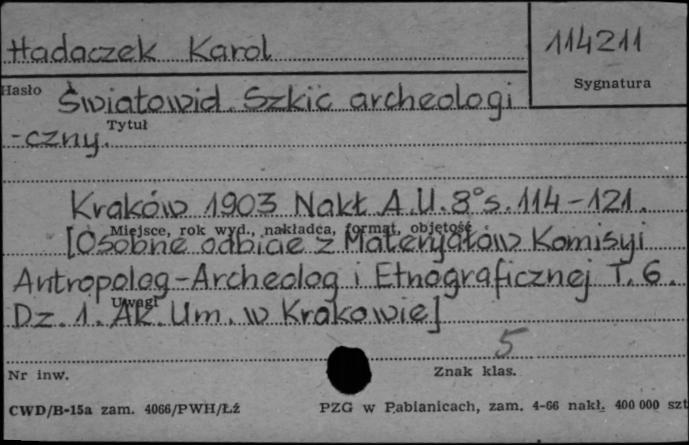 Hadaczek Karol
114211
Hasło
Sygnatura
Światowid. Szkic archeologi
Tytuł
-czny.
Kraków 1903 Nakł. A.U. 8° s. 114-121.
Miejsce, rok wyd., nakładca, format, objętość
[Osobne odbicie z Materyałów Komisyi
Antropolog-Archeolog i Etnograficznej T. 6.
Uwagi
Dz. 1. Ak. Um. w Krakowie]
5
Nr inw.
Znak klas.
CWD/B-15a zam. 4066/PWH/Łź
PZG w Pabianicach, zam. 4-66 nakł. 400 000 szt